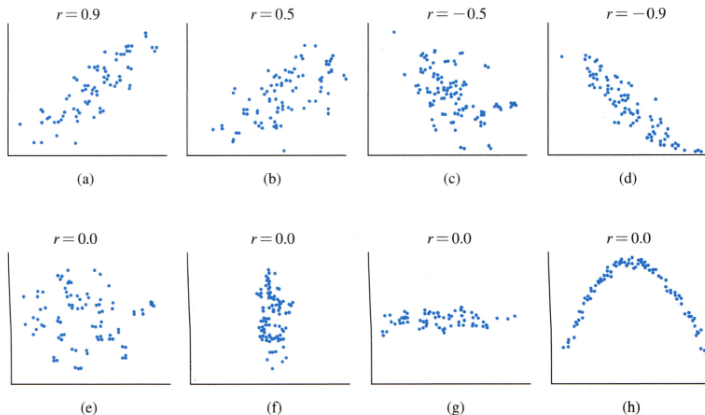 r = 0.9 r = 0.5 r = −0.5 r = −0.9
(a) (b) (c) (d)
r = 0.0 r = 0.0 r = 0.0 r = 0.0
(e) (f) (g) (h)